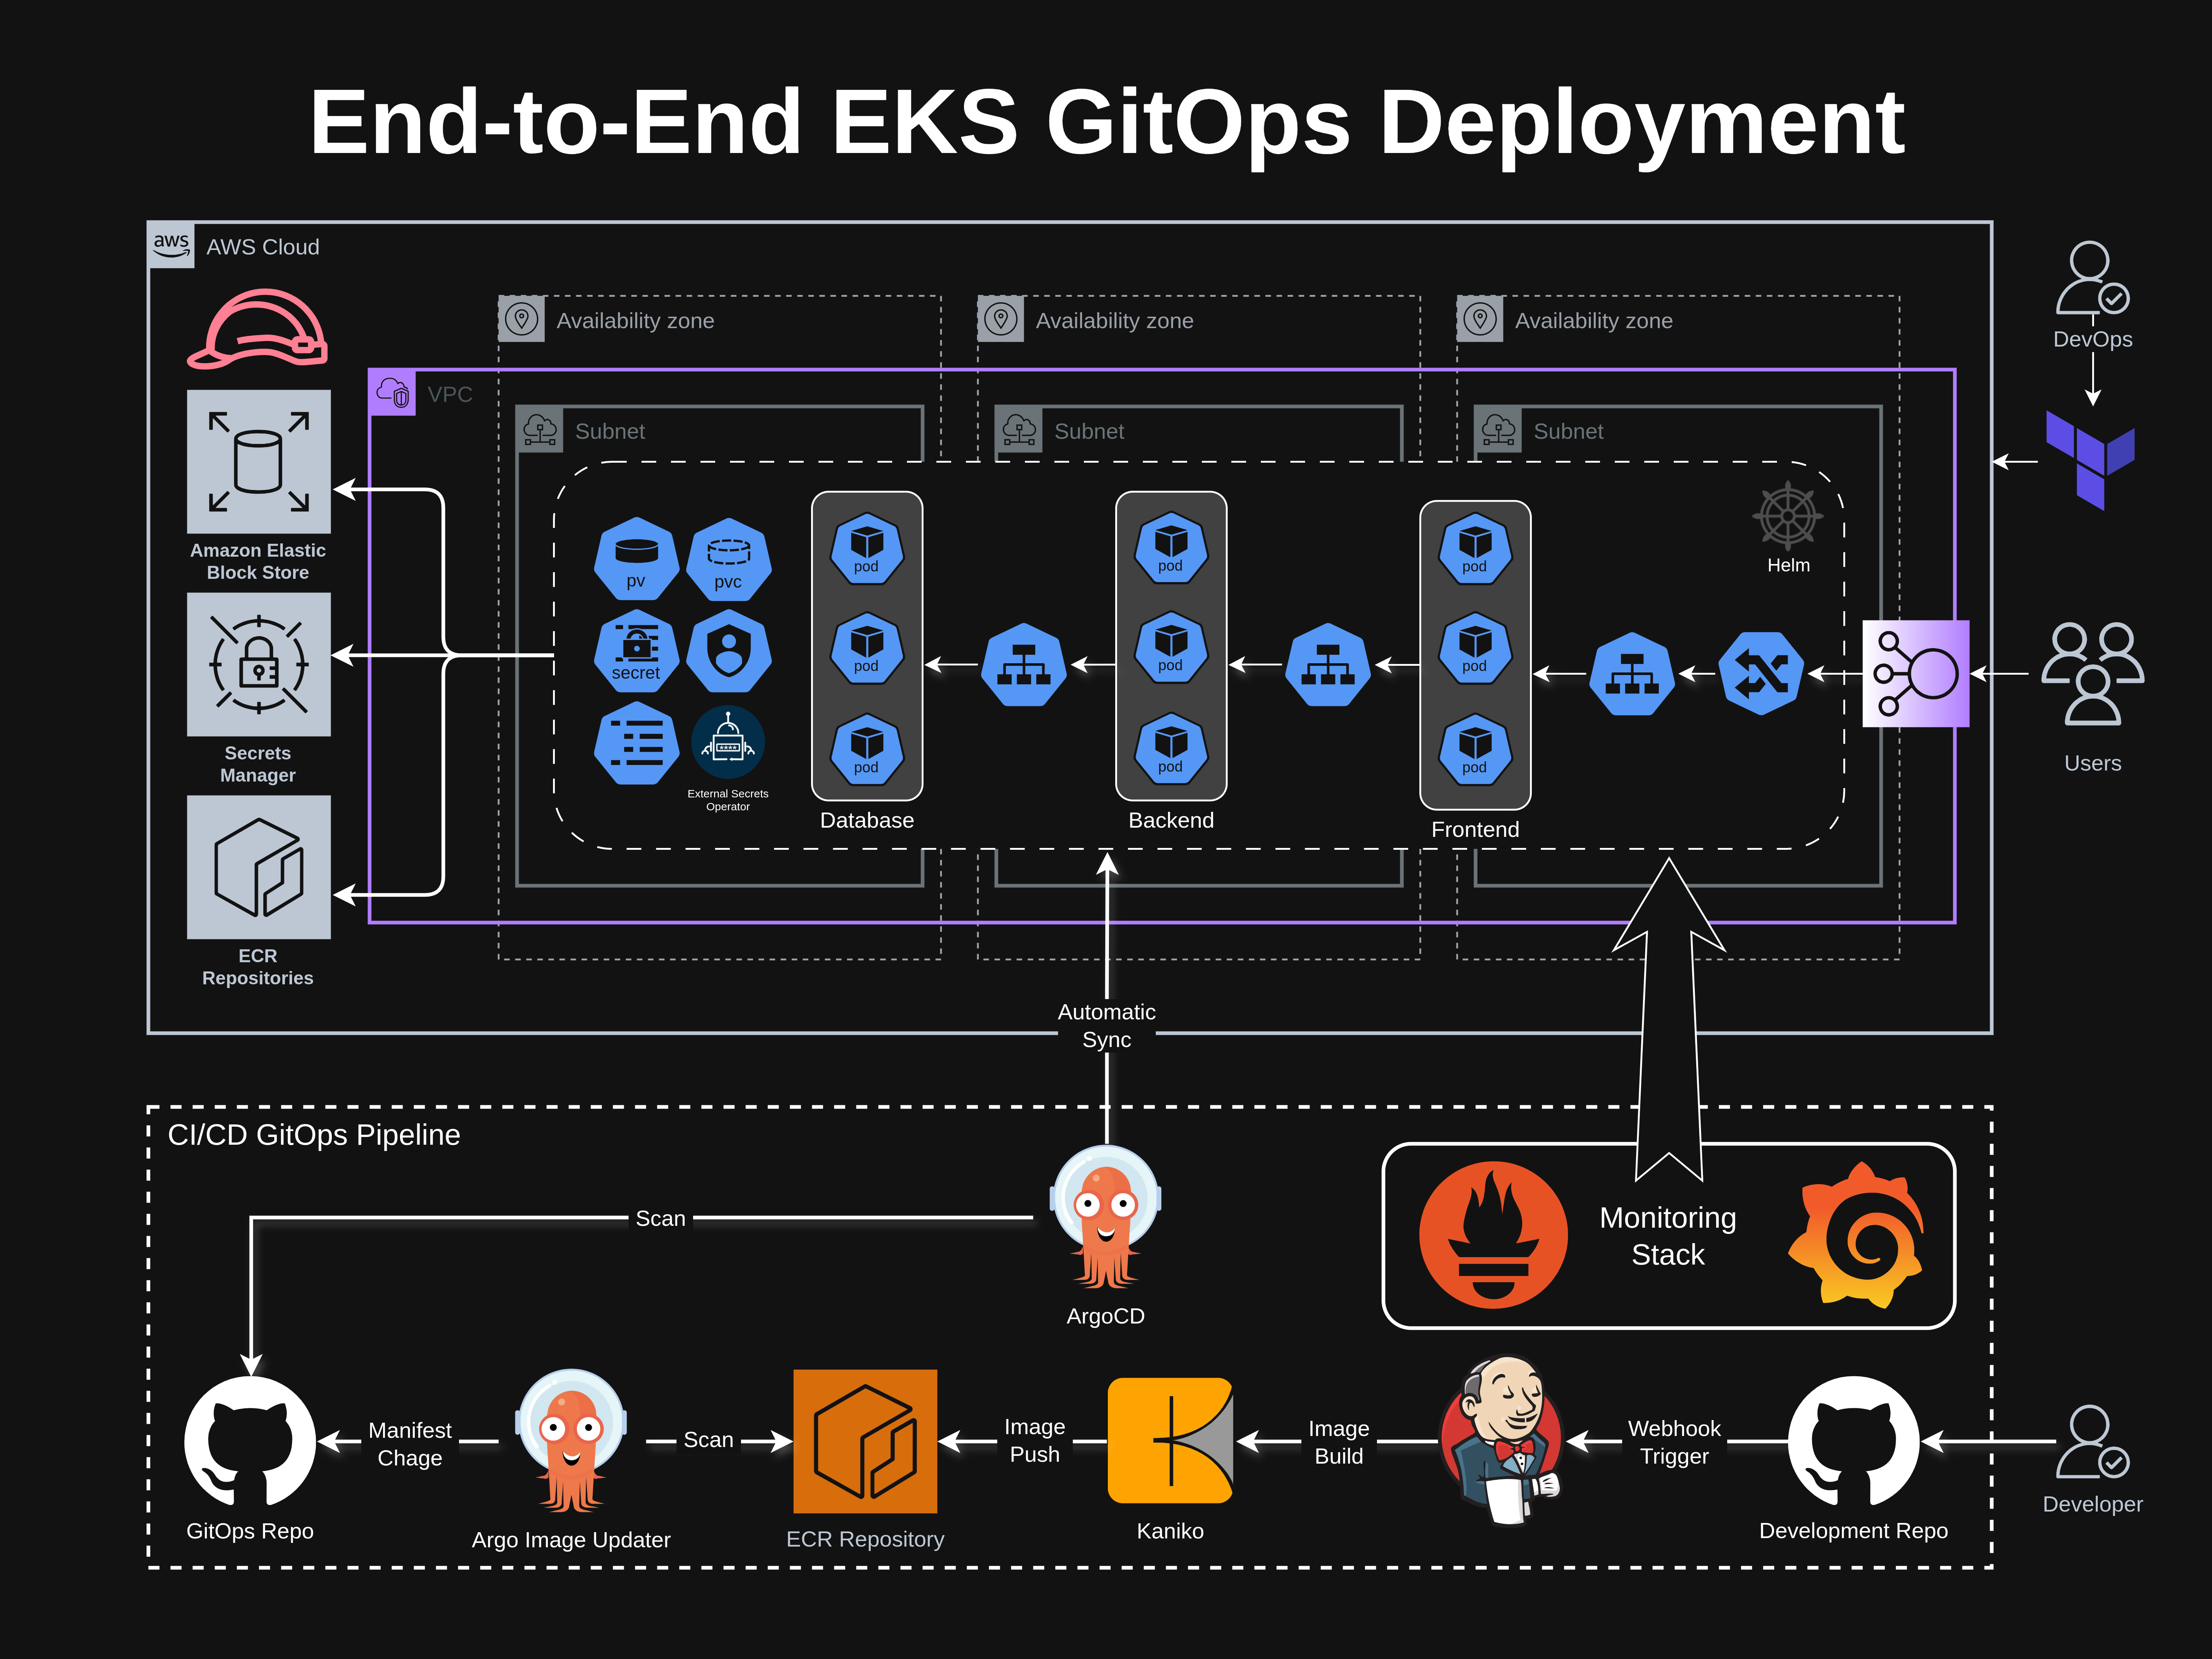 End-to-End EKS GitOps Deployment
aws
AWS Cloud
Availability zone
Availability zone
Availability zone
DevOps
VPC
Subnet
Subnet
Subnet
Amazon Elastic
Block Store
Secrets
Manager
ECR
Repositories
pv
pvc
secret
****
External Secrets
Operator
pod
pod
pod
Database
pod
pod
pod
Backend
pod
pod
pod
Frontend
Helm
Users
Automatic
Sync
CI/CD GitOps Pipeline
Scan
ArgoCD
Monitoring
Stack
Manifest
Chage
Scan
Image
Push
Image
Build
Webhook
Trigger
GitOps Repo
Argo Image Updater
ECR Repository
Kaniko
Development Repo
Developer